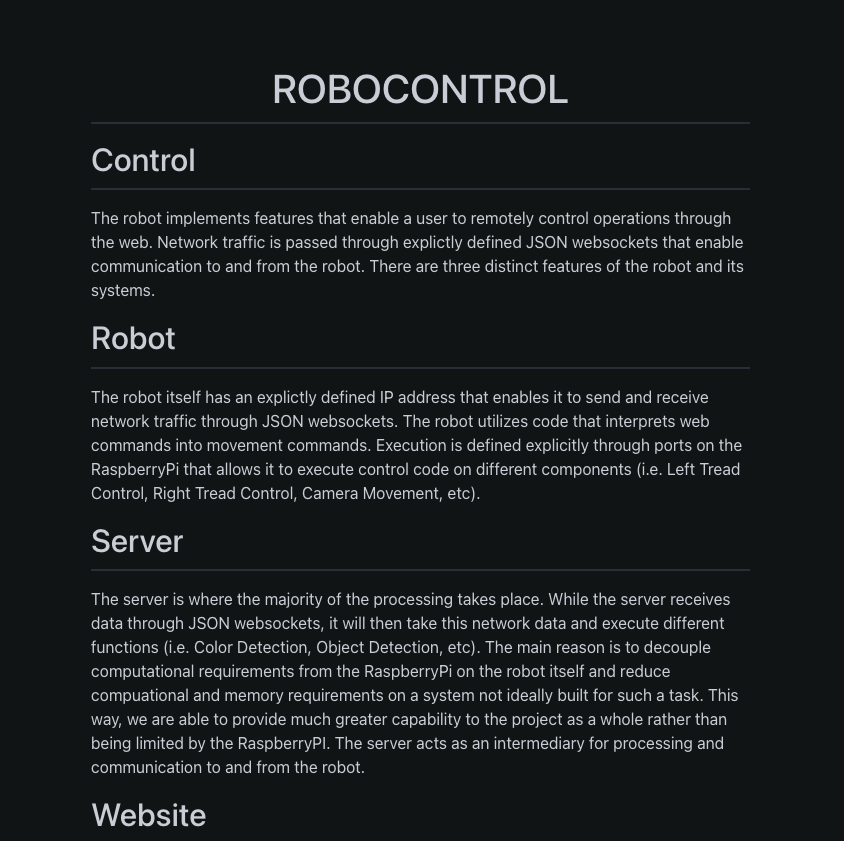 ROBOCONTROL
Control
The robot implements features that enable a user to remotely control operations through
the web. Network traffic is passed through explictly defined JSON websockets that enable
communication to and from the robot. There are three distinct features of the robot and its
systems.
Robot
The robot itself has an explictly defined IP address that enables it to send and receive
network traffic through JSON websockets. The robot utilizes code that interprets web
commands into movement commands. Execution is defined explicitly through ports on the
RaspberryPi that allows it to execute control code on different components (i.e. Left Tread
Control, Right Tread Control, Camera Movement, etc).
Server
The server is where the majority of the processing takes place. While the server receives
data through JSON websockets, it will then take this network data and execute different
functions (i.e. Color Detection, Object Detection, etc). The main reason is to decouple
computational requirements from the RaspberryPi on the robot itself and reduce
compuational and memory requirements on a system not ideally built for such a task. This
way, we are able to provide much greater capability to the project as a whole rather than
being limited by the RaspberryPI. The server acts as an intermediary for processing and
communication to and from the robot.
Website